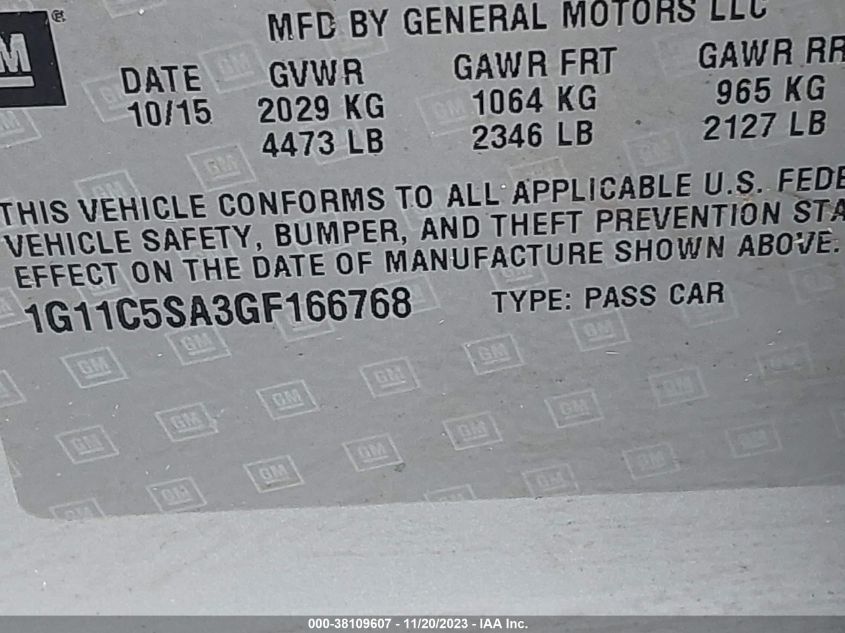 GM
MFD BY GENERAL MOTORS LLC
DATE GVWR GAWR FRT GAWR RR
10/15 2029 KG 1064 KG 965 KG
4473 LB 2346 LB 2127 LB
THIS VEHICLE CONFORMS TO ALL APPLICABLE U.S. FEDE
VEHICLE SAFETY, BUMPER, AND THEFT PREVENTION STA
EFFECT ON THE DATE OF MANUFACTURE SHOWN ABOVE.
1G11C5SA3GF166768 TYPE: PASS CAR
000-38109607 - 11/20/2023 - IAA Inc.